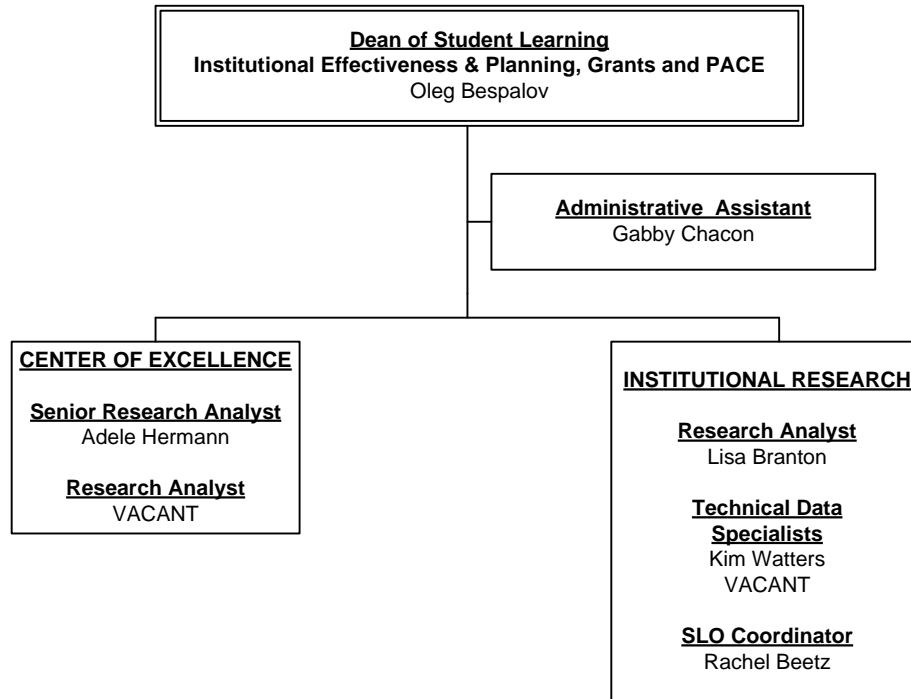 Dean of Student Learning
Institutional Effectiveness & Planning, Grants and PACE
Oleg Bespalov
Administrative Assistant
Gabby Chacon
CENTER OF EXCELLENCE
Senior Research Analyst
Adele Hermann
Research Analyst
VACANT
INSTITUTIONAL RESEARCH
Research Analyst
Lisa Branton
Technical Data
Specialists
Kim Watters
VACANT
SLO Coordinator
Rachel Beetz